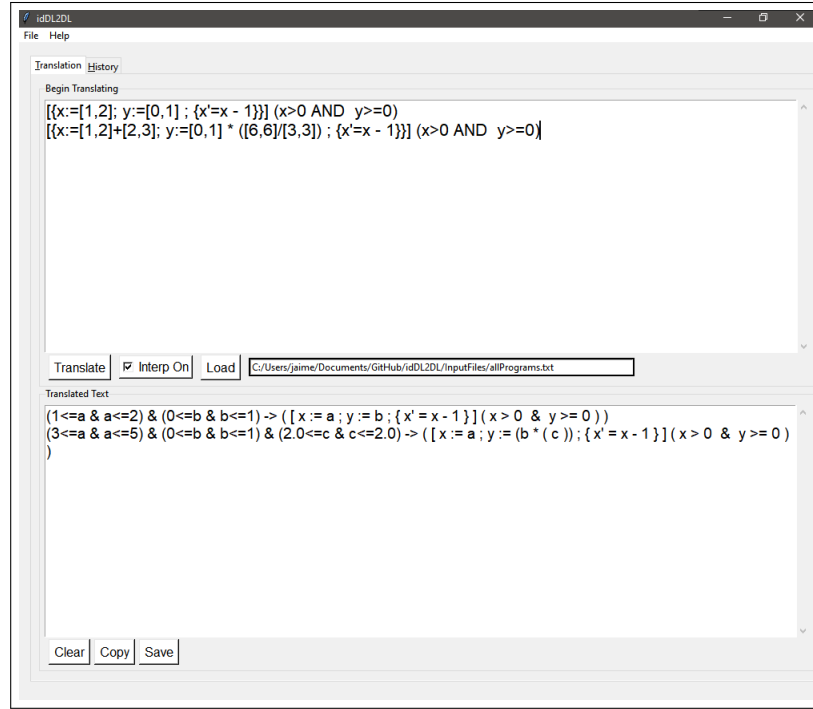 idDL2DL
File Help
Translation History
Begin Translating
[{x:=[1,2]; y:=[0,1] ; {x'=x - 1}}] (x>0 AND  y>=0)
[{x:=[1,2]+[2,3]; y:=[0,1] * ([6,6]/[3,3]) ; {x'=x - 1}}] (x>0 AND  y>=0)
Translate Interp On Load C:/Users/jaime/Documents/GitHub/idDL2DL/InputFiles/allPrograms.txt
Translated Text
(1<=a & a<=2) & (0<=b & b<=1) -> ( [ x := a ; y := b ; { x' = x - 1 } ] ( x > 0  &  y >= 0 ) )
(3<=a & a<=5) & (0<=b & b<=1) & (2.0<=c & c<=2.0) -> ( [ x := a ; y := (b * ( c )) ; { x' = x - 1 } ] ( x > 0  &  y >= 0 )
)
Clear Copy Save